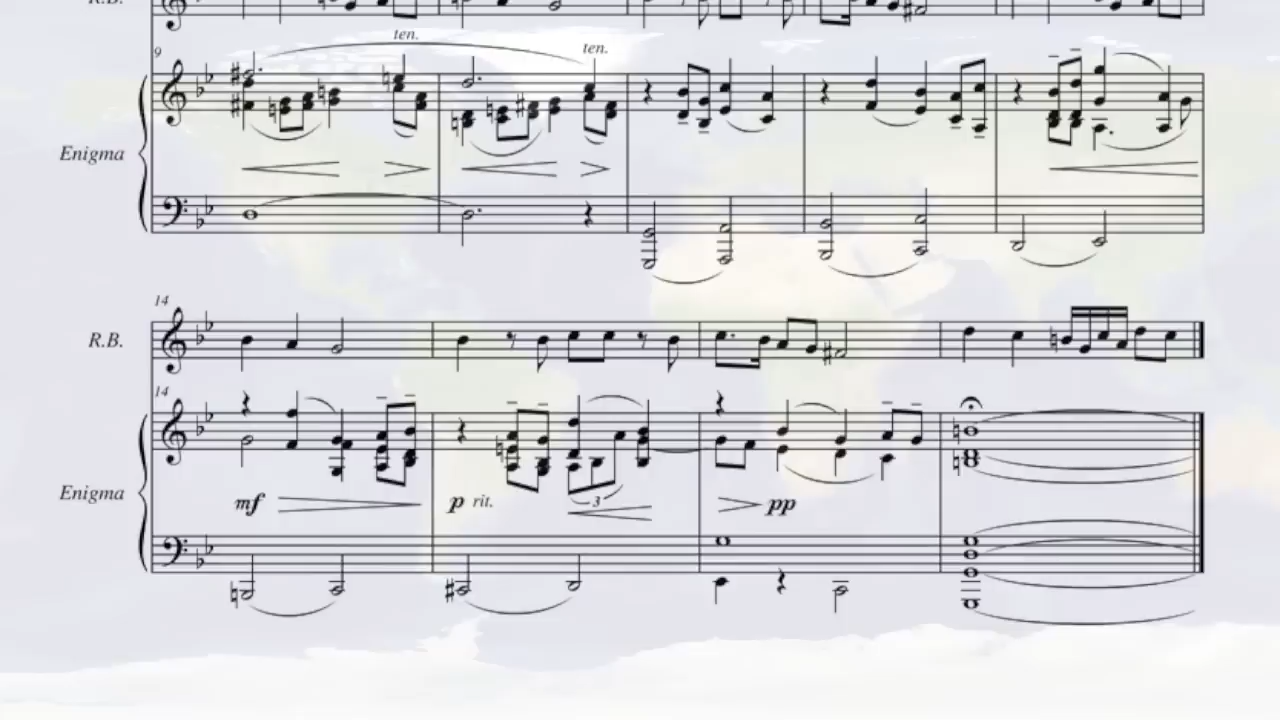 R.B.
9
ten.
ten.
Enigma
14
R.B.
14
mf
p rit.
3
pp
Enigma